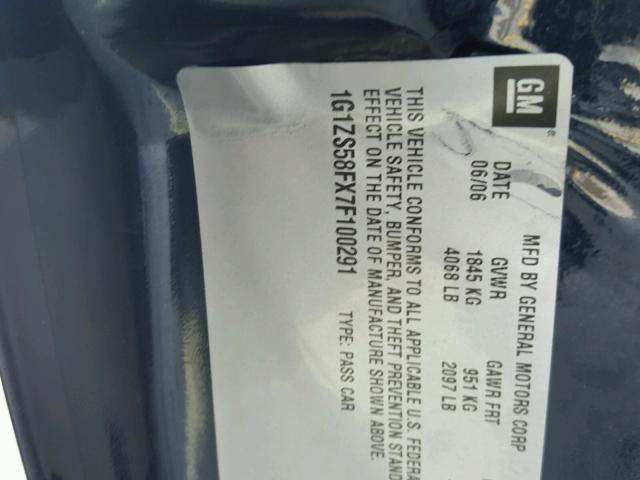 GM
MFD BY GENERAL MOTORS CORP
DATE GVWR GAWR FRT
06/06 1845 KG 951 KG
4068 LB 2097 LB
THIS VEHICLE CONFORMS TO ALL APPLICABLE U.S. FEDERA
VEHICLE SAFETY, BUMPER, AND THEFT PREVENTION STAND
EFFECT ON THE DATE OF MANUFACTURE SHOWN ABOVE.
1G1ZS58FX7F100291 TYPE: PASS CAR